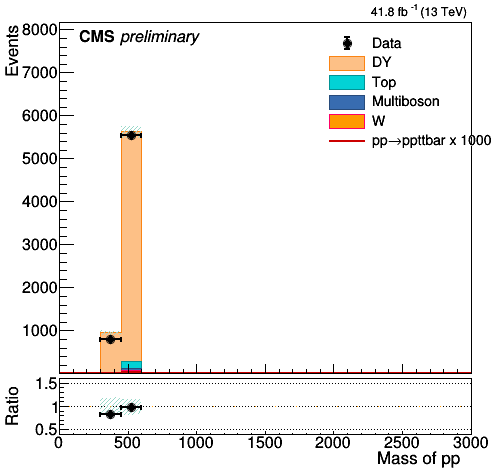 41.8 fb⁻¹ (13 TeV)
Events
CMS preliminary
Data
DY
Top
Multiboson
W
pp→ppttbar x 1000
8000
7000
6000
5000
4000
3000
2000
1000
Ratio
1.5
1
0.5
0 500 1000 1500 2000 2500 3000
Mass of pp